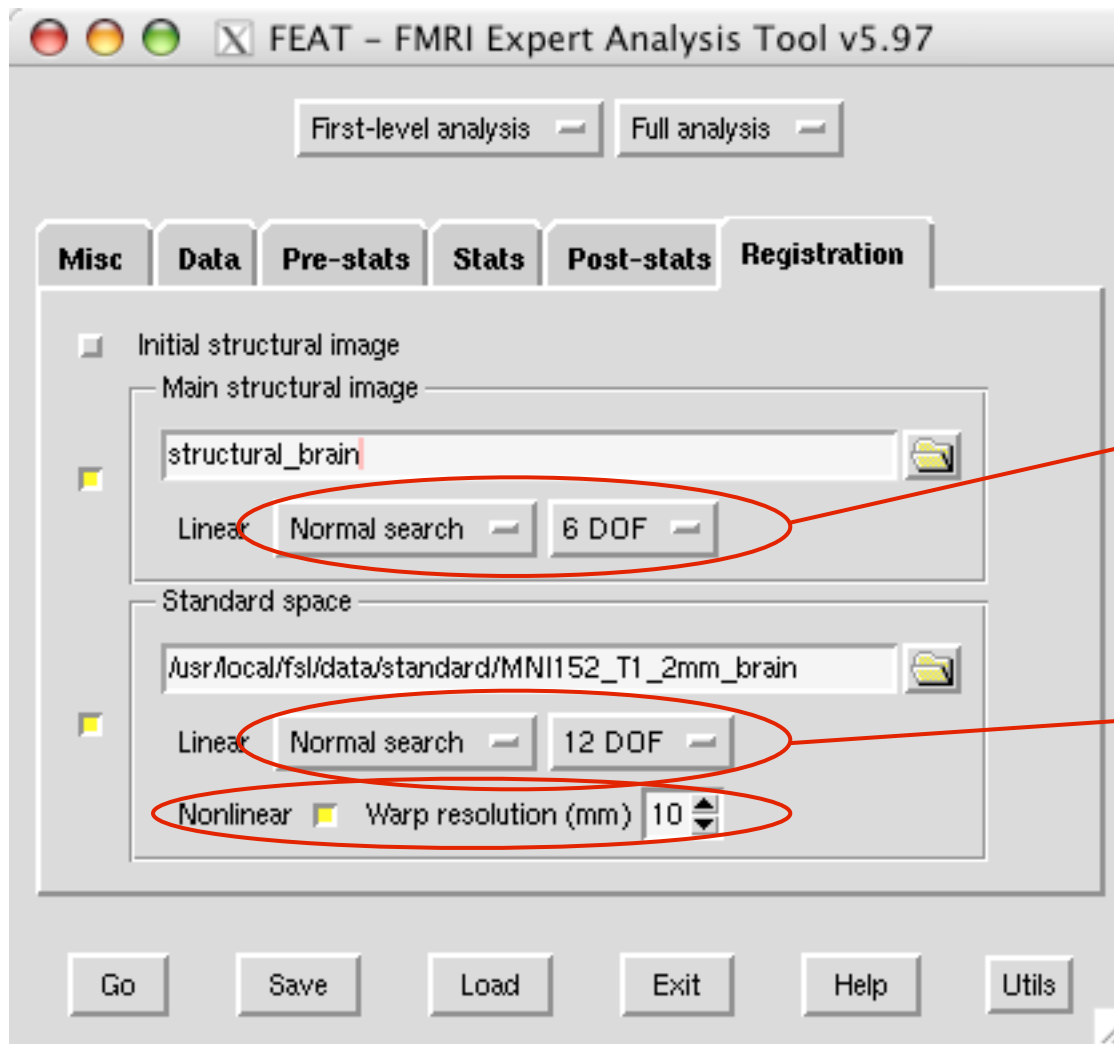 X FEAT - FMRI Expert Analysis Tool v5.97
First-level analysis Full analysis
Misc Data Pre-stats Stats Post-stats Registration
Initial structural image
Main structural image
structural_brain
Linear Normal search 6 DOF
Standard space
/usr/local/fsl/data/standard/MNI152_T1_2mm_brain
Linear Normal search 12 DOF
Nonlinear Warp resolution (mm) 10
Go Save Load Exit Help Utils